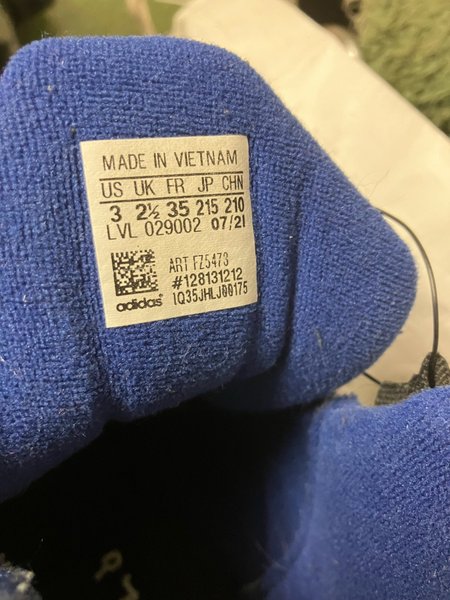 MADE IN VIETNAM
US UK FR JP CHN
3 2½ 35 215 210
LVL 029002 07/21
ART FZ5473
#128131212
adidas® IQ35JHLJ00175